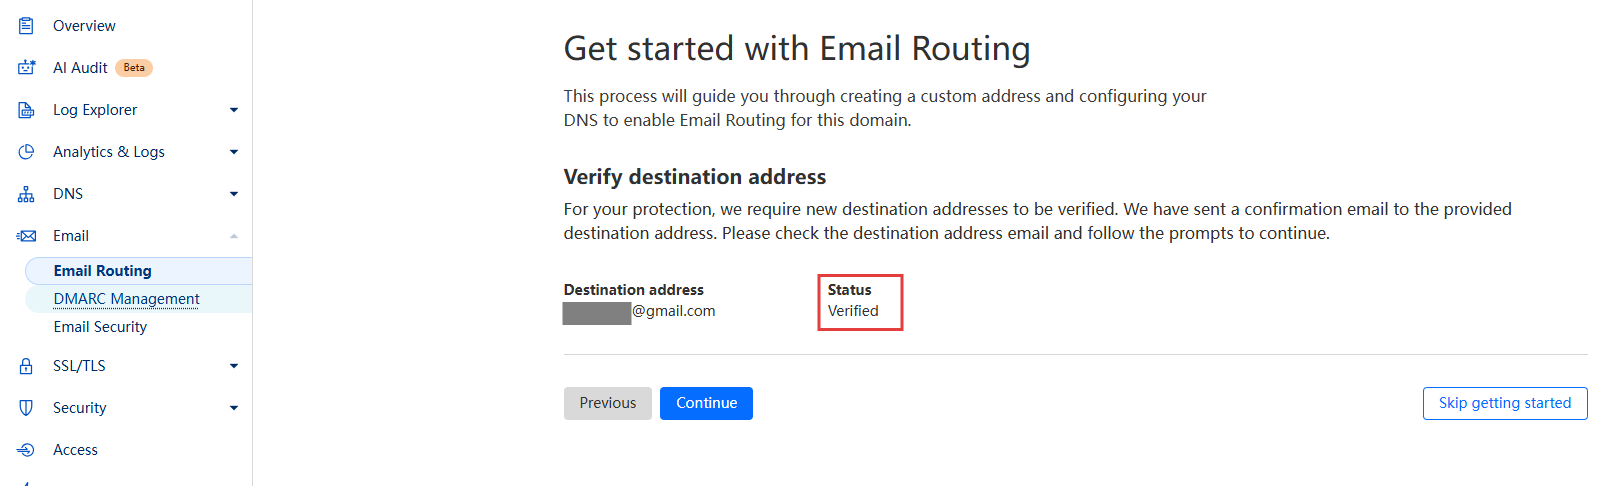 Overview
AI Audit Beta
Log Explorer
Analytics & Logs
DNS
Email
Email Routing
DMARC Management
Email Security
SSL/TLS
Security
Access
Get started with Email Routing
This process will guide you through creating a custom address and configuring your
DNS to enable Email Routing for this domain.
Verify destination address
For your protection, we require new destination addresses to be verified. We have sent a confirmation email to the provided
destination address. Please check the destination address email and follow the prompts to continue.
Destination address
@gmail.com
Status
Verified
Previous
Continue
Skip getting started